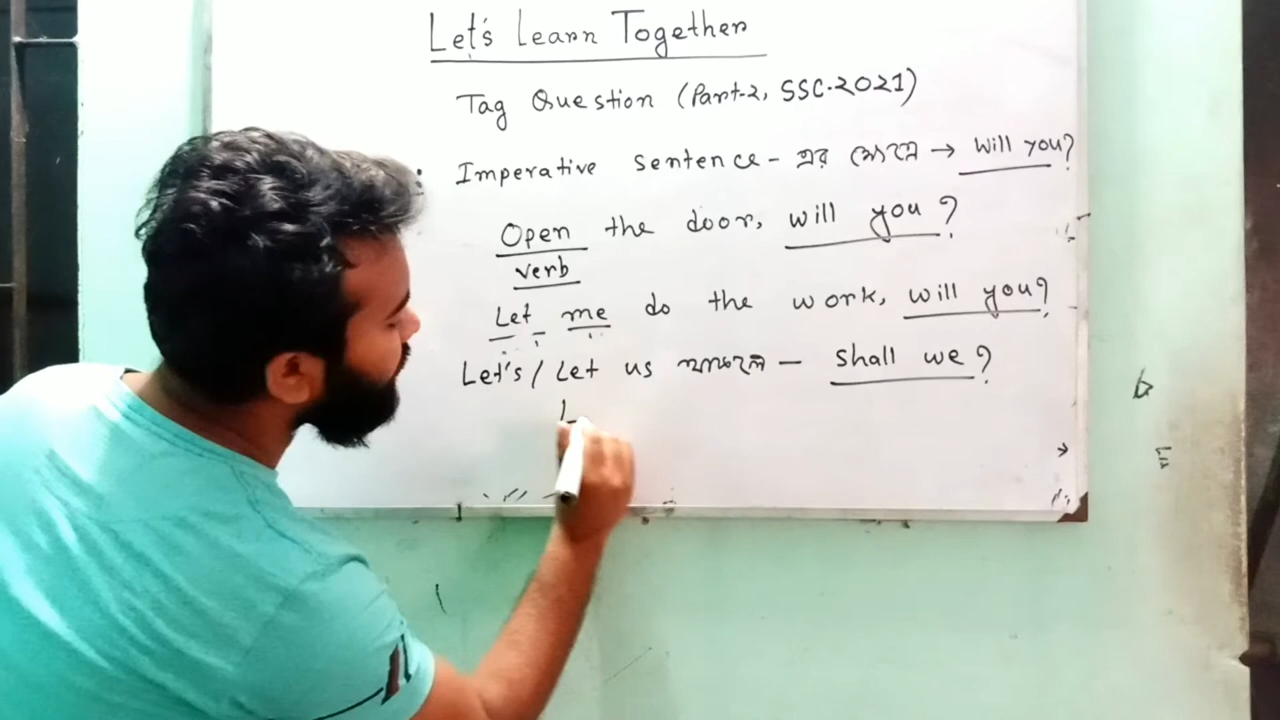 Let's Learn Together
Tag Question (Part-2, SSC-2021)
Imperative sentence - এর শেষে → Will you?
Open the door, will you?
verb
Let me do the work, will you?
Let's / Let us থাকলে - shall we?
L